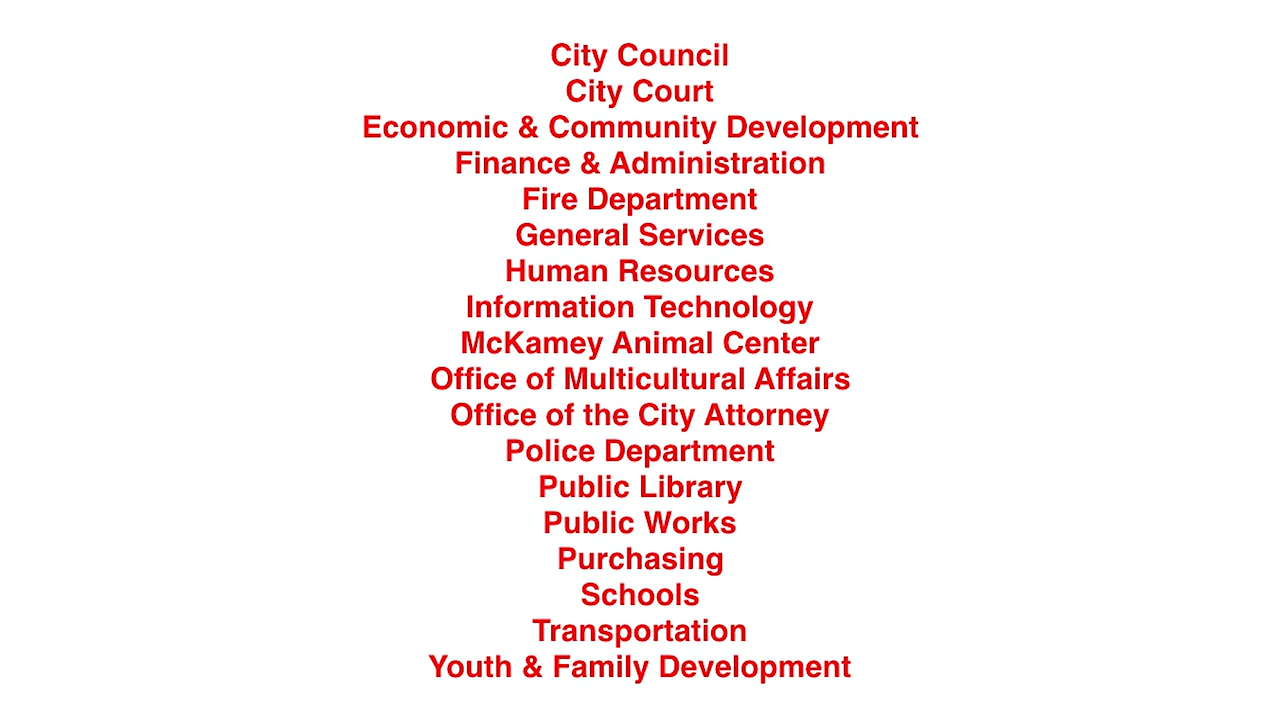 City Council
City Court
Economic & Community Development
Finance & Administration
Fire Department
General Services
Human Resources
Information Technology
McKamey Animal Center
Office of Multicultural Affairs
Office of the City Attorney
Police Department
Public Library
Public Works
Purchasing
Schools
Transportation
Youth & Family Development